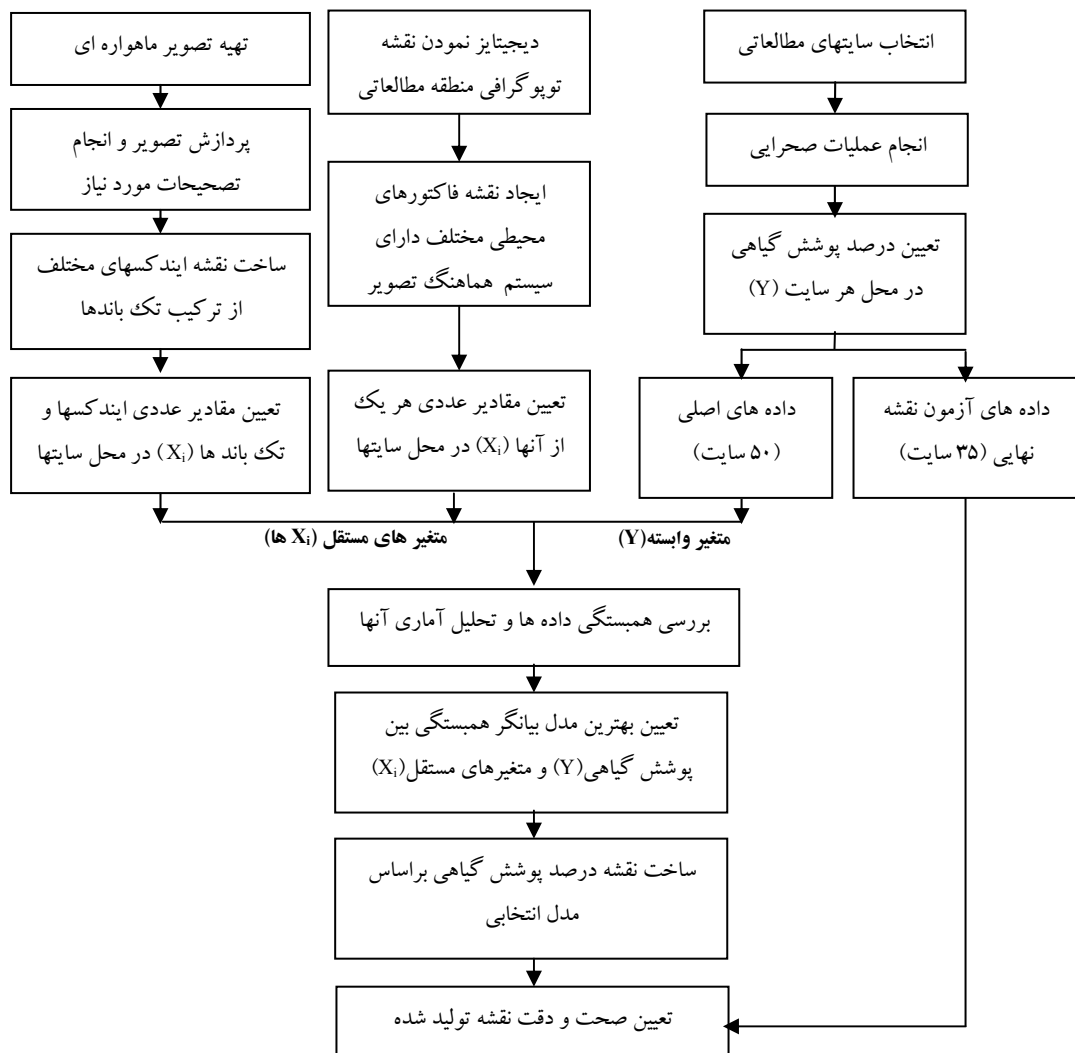 انتخاب سایتهای مطالعاتی
انجام عملیات صحرایی
تعیین درصد پوشش گیاهی
در محل هر سایت (Y)
داده های آزمون نقشه
نهایی (۳۵ سایت)
داده های اصلی
(۵۰ سایت)
دیجیتایز نمودن نقشه
توپوگرافی منطقه مطالعاتی
ایجاد نقشه فاکتورهای
محیطی مختلف دارای
سیستم هماهنگ تصویر
تعیین مقادیر عددی هر یک
از آنها (Xi) در محل سایتها
تهیه تصویر ماهواره ای
پردازش تصویر و انجام
تصحیحات مورد نیاز
ساخت نقشه ایندکسهای مختلف
از ترکیب تک باندها
تعیین مقادیر عددی ایندکسها و
تک باند ها (Xi) در محل سایتها
متغیر وابسته(Y)
متغیر های مستقل (Xi ها)
بررسی همبستگی داده ها و تحلیل آماری آنها
تعیین بهترین مدل بیانگر همبستگی بین
پوشش گیاهی(Y) و متغیرهای مستقل(Xi)
ساخت نقشه درصد پوشش گیاهی براساس
مدل انتخابی
تعیین صحت و دقت نقشه تولید شده